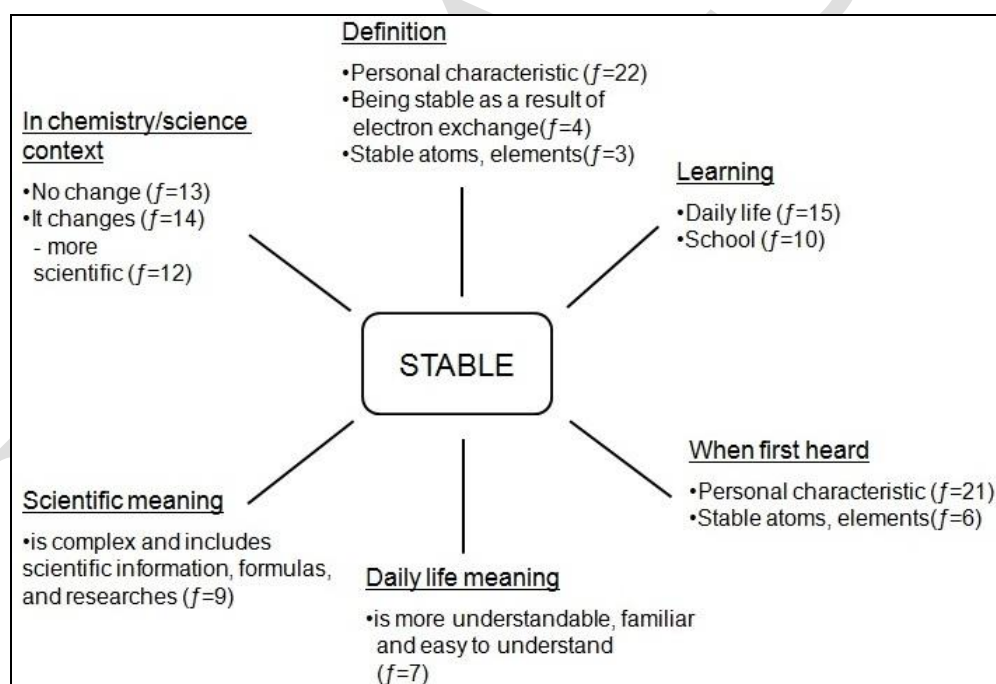 Definition
•Personal characteristic (ƒ=22)
•Being stable as a result of
electron exchange(ƒ=4)
•Stable atoms, elements(ƒ=3)
In chemistry/science
context
•No change (ƒ=13)
•It changes (ƒ=14)
- more
scientific (ƒ=12)
Learning
•Daily life (ƒ=15)
•School (ƒ=10)
STABLE
Scientific meaning
•is complex and includes
scientific information, formulas,
and researches (ƒ=9)
Daily life meaning
•is more understandable, familiar
and easy to understand
(ƒ=7)
When first heard
•Personal characteristic (ƒ=21)
•Stable atoms, elements(ƒ=6)